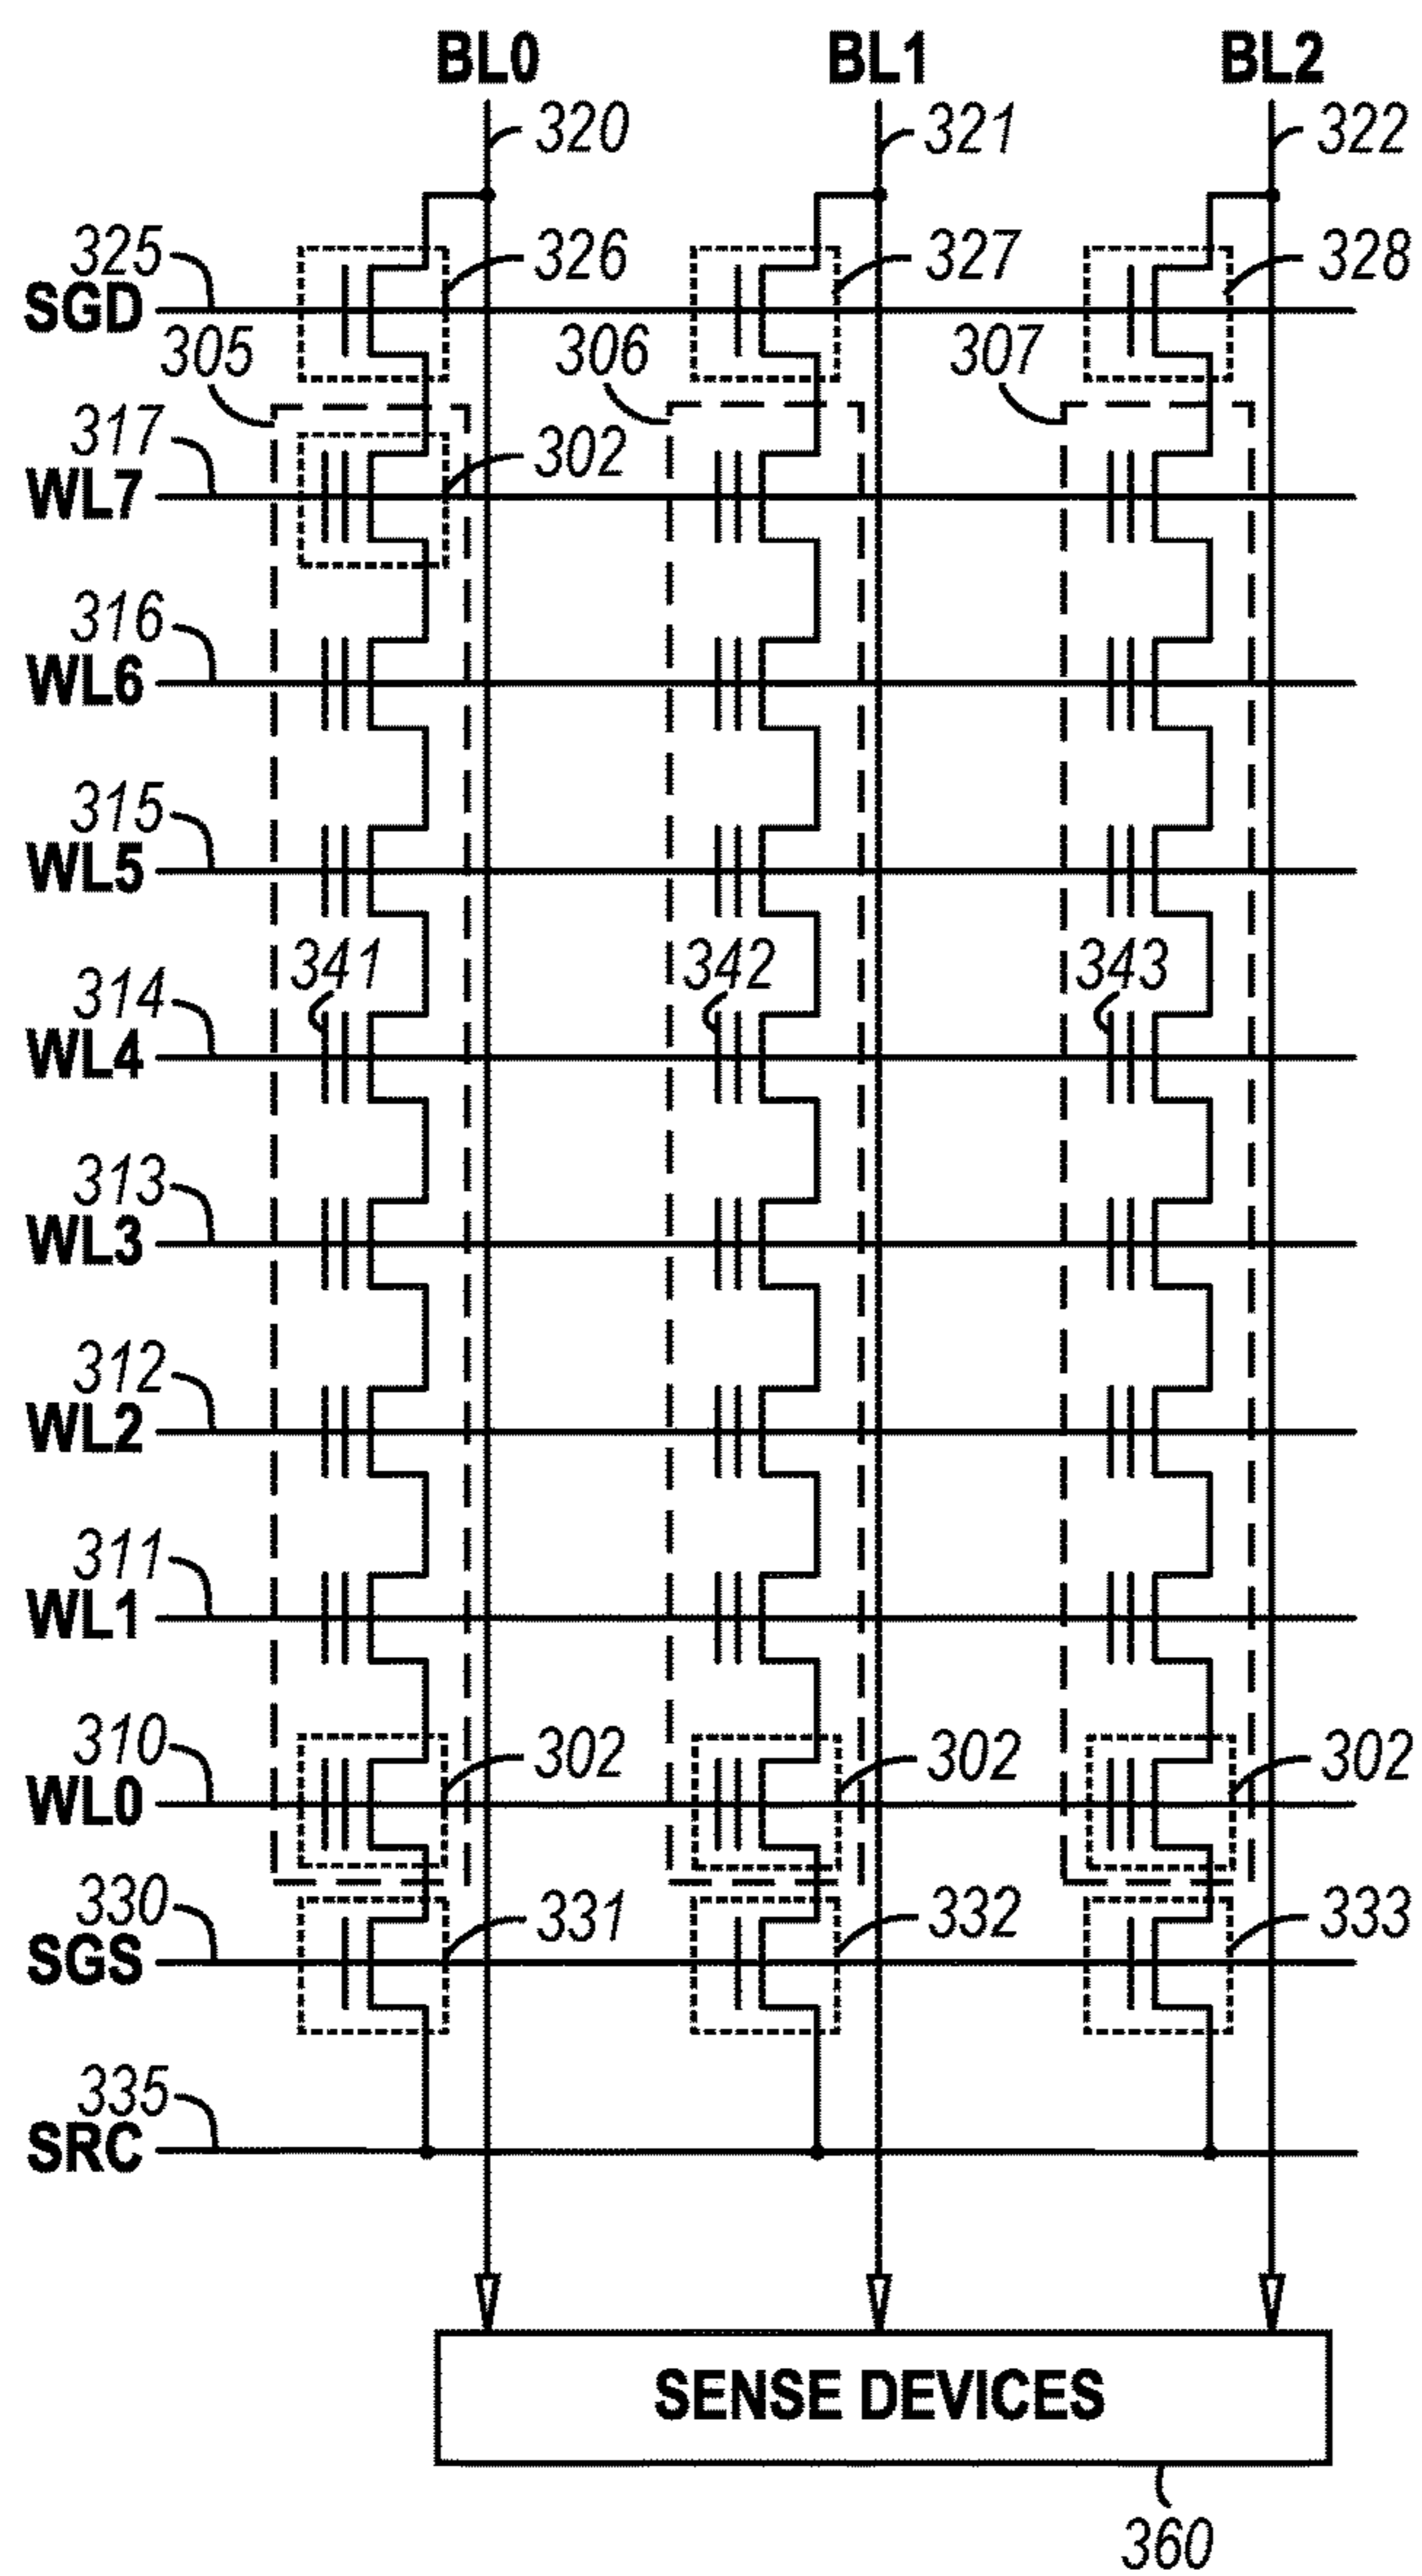 BL0 BL1 BL2
320 321 322
325 326 327 328
SGD
305 306 307
317 302
WL7
316
WL6
315
WL5
341 342 343
314
WL4
313
WL3
312
WL2
311
WL1
310 302 302 302
WL0
330 331 332 333
SGS
335
SRC
SENSE DEVICES
360